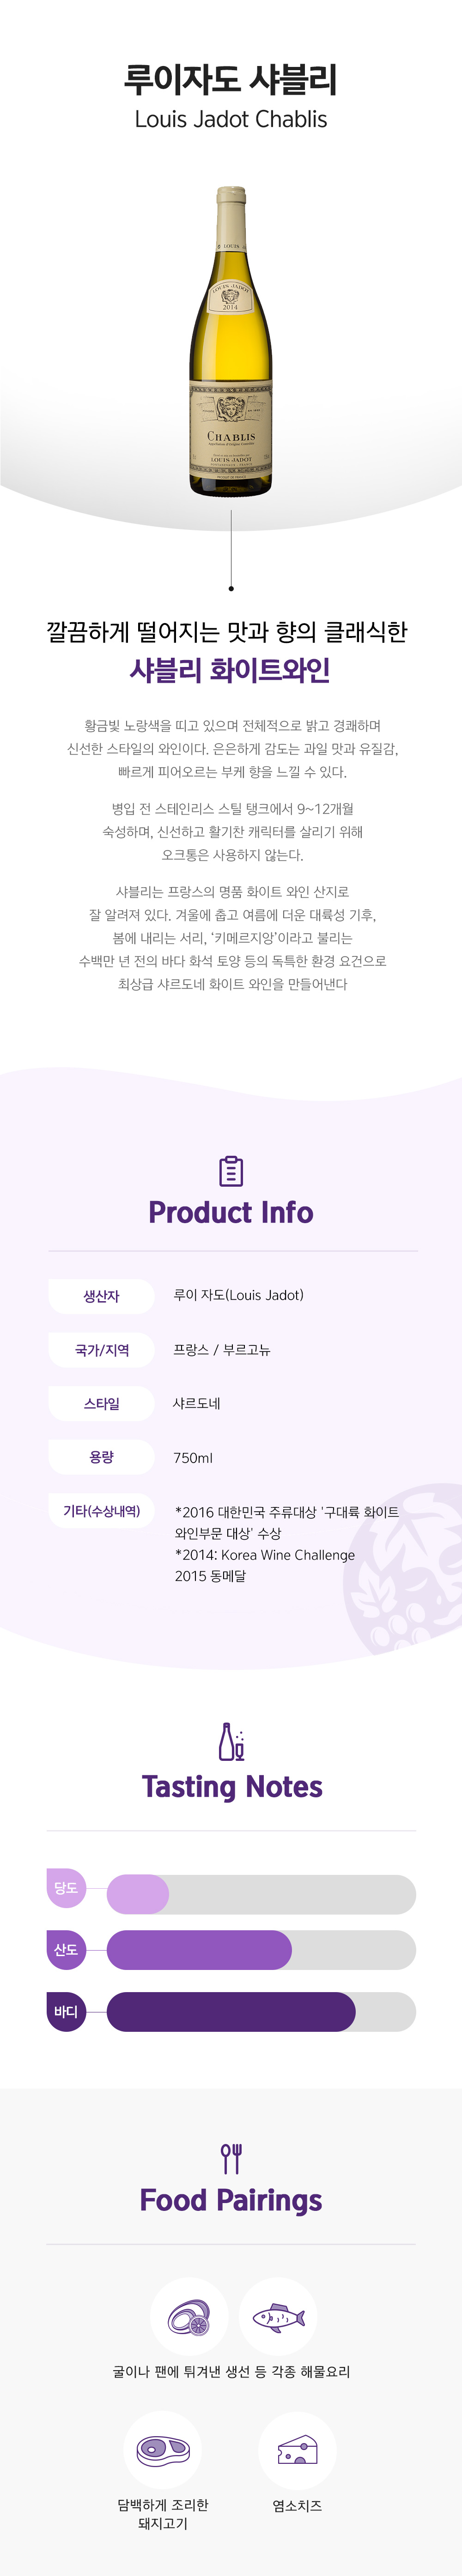 루이자도 샤블리
Louis Jadot Chablis
LOUIS JADOT
2014
CHABLIS
LOUIS JADOT
깔끔하게 떨어지는 맛과 향의 클래식한
샤블리 화이트와인
황금빛 노랑색을 띠고 있으며 전체적으로 밝고 경쾌하며
신선한 스타일의 와인이다. 은은하게 감도는 과일 맛과 유질감,
빠르게 피어오르는 부케 향을 느낄 수 있다.
병입 전 스테인리스 스틸 탱크에서 9~12개월
숙성하며, 신선하고 활기찬 캐릭터를 살리기 위해
오크통은 사용하지 않는다.
샤블리는 프랑스의 명품 화이트 와인 산지로
잘 알려져 있다. 겨울에 춥고 여름에 더운 대륙성 기후,
봄에 내리는 서리, ‘키메르지앙’이라고 불리는
수백만 년 전의 바다 화석 토양 등의 독특한 환경 요건으로
최상급 샤르도네 화이트 와인을 만들어낸다
Product Info
생산자
루이 자도(Louis Jadot)
국가/지역
프랑스 / 부르고뉴
스타일
샤르도네
용량
750ml
기타(수상내역)
*2016 대한민국 주류대상 '구대륙 화이트
와인부문 대상' 수상
*2014: Korea Wine Challenge
2015 동메달
Tasting Notes
당도
산도
바디
Food Pairings
굴이나 팬에 튀겨낸 생선 등 각종 해물요리
담백하게 조리한
돼지고기
염소치즈